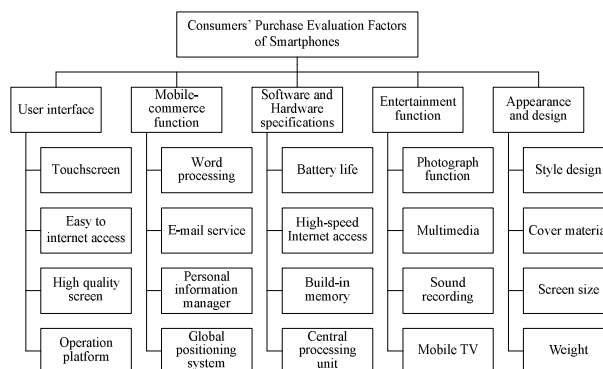 Consumers' Purchase Evaluation Factors
of Smartphones
User interface
Mobile-
commerce
function
Software and
Hardware
specifications
Entertainment
function
Appearance
and design
Touchscreen
Word
processing
Battery life
Photograph
function
Style design
Easy to
internet access
E-mail service
High-speed
Internet access
Multimedia
Cover material
High quality
screen
Personal
information
manager
Build-in
memory
Sound
recording
Screen size
Operation
platform
Global
positioning
system
Central
processing
unit
Mobile TV
Weight